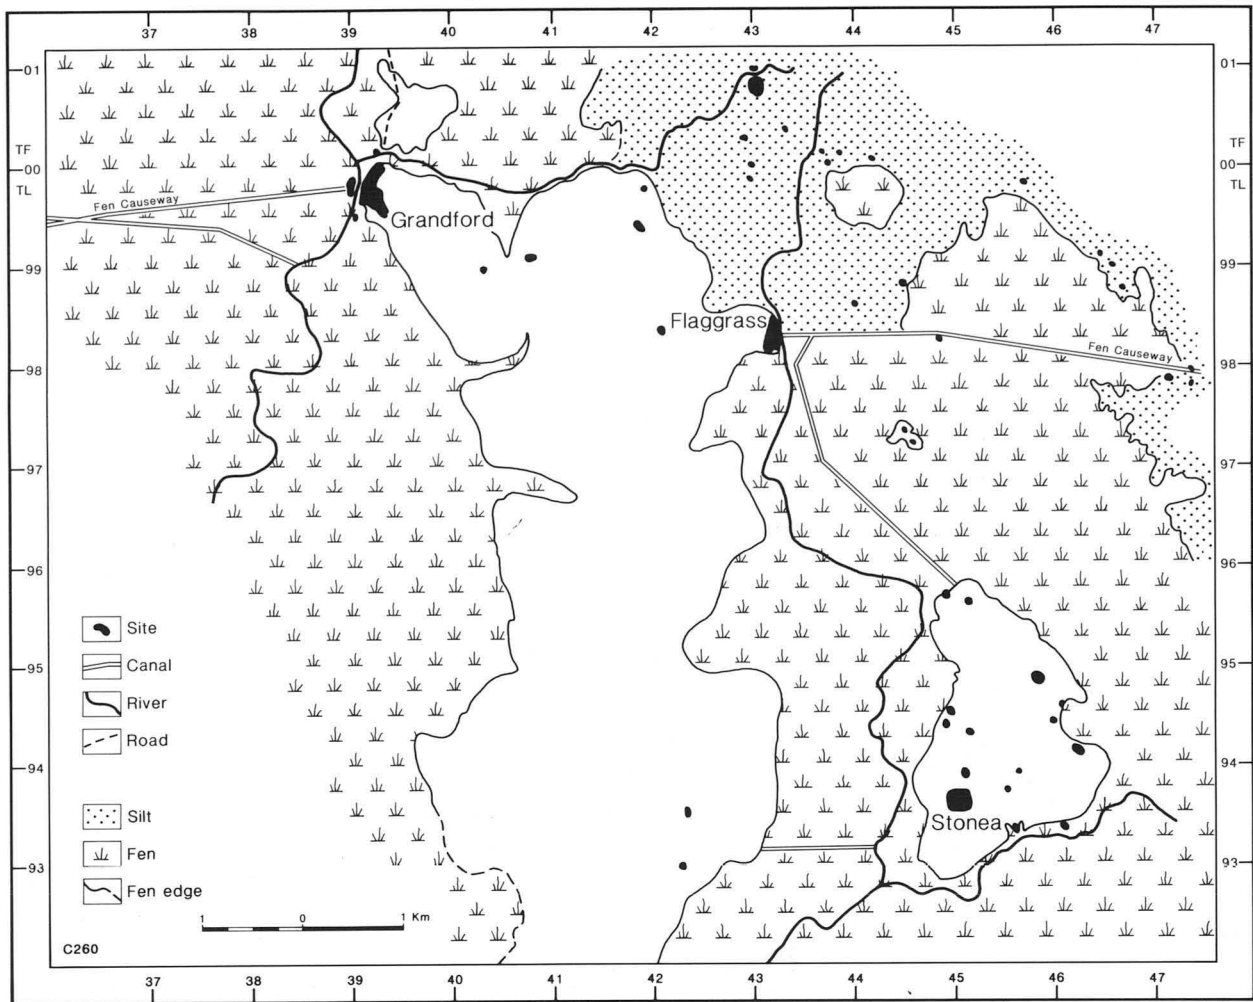 37 38 39 40 41 42 43 44 45 46 47
01 01
TF TF
00 00
TL TL
Fen Causeway
Grandford
99 99
Flaggrass
Fen Causeway
98 98
97 97
96 96
Site
Canal
95 95
River
Road
94 94
Silt
Stonea
Fen
93 93
Fen edge
1 0 1 Km
C260
37 38 39 40 41 42 43 44 45 46 47